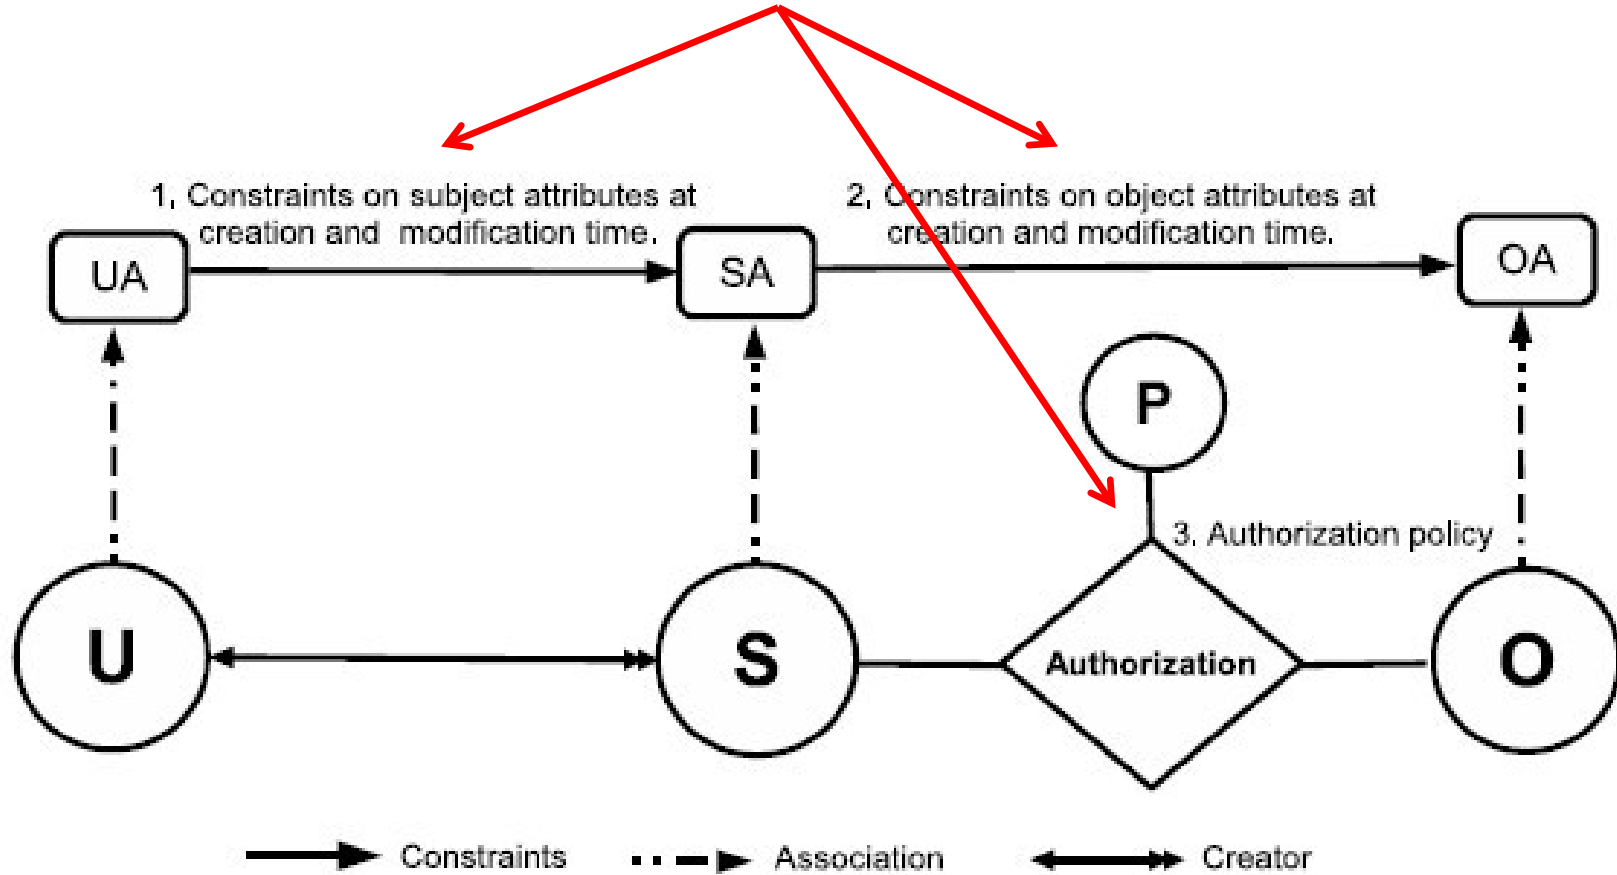 1. Constraints on subject attributes at
creation and modification time.
2. Constraints on object attributes at
creation and modification time.
UA
SA
OA
P
3. Authorization policy
U
S
Authorization
O
Constraints
Association
Creator